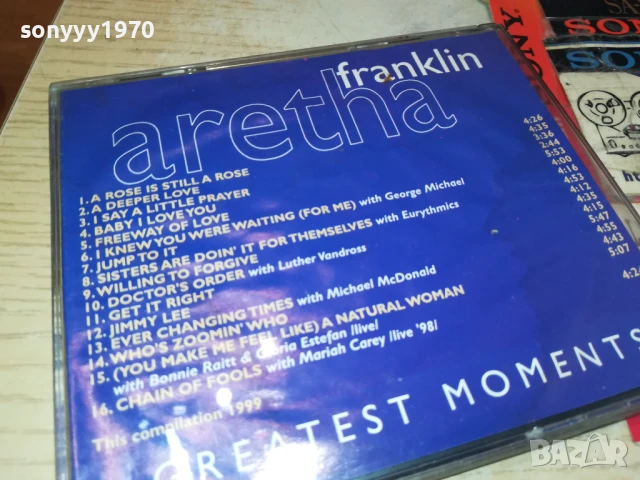 sonyyy1970
franklin
aretha
1. A ROSE IS STILL A ROSE
2. A DEEPER LOVE
3. I SAY A LITTLE PRAYER
4. BABY I LOVE YOU
5. FREEWAY OF LOVE
6. I KNEW YOU WERE WAITING (FOR ME) with George Michael
7. JUMP TO IT
8. SISTERS ARE DOIN' IT FOR THEMSELVES with Eurythmics
9. WILLING TO FORGIVE
10. DOCTOR'S ORDER with Luther Vandross
11. GET IT RIGHT
12. JIMMY LEE
13. EVER CHANGING TIMES with Michael McDonald
14. WHO'S ZOOMIN' WHO
15. (YOU MAKE ME FEEL LIKE) A NATURAL WOMAN
with Bonnie Raitt & Gloria Estefan [live]
16. CHAIN OF FOOLS with Mariah Carey [live '98]
This compilation 1999
4:26
4:35
3:36
2:44
5:53
4:00
4:16
4:53
4:12
4:35
4:15
5:47
4:55
4:43
5:07
GREATEST MOMENTS
BAZAR
bg